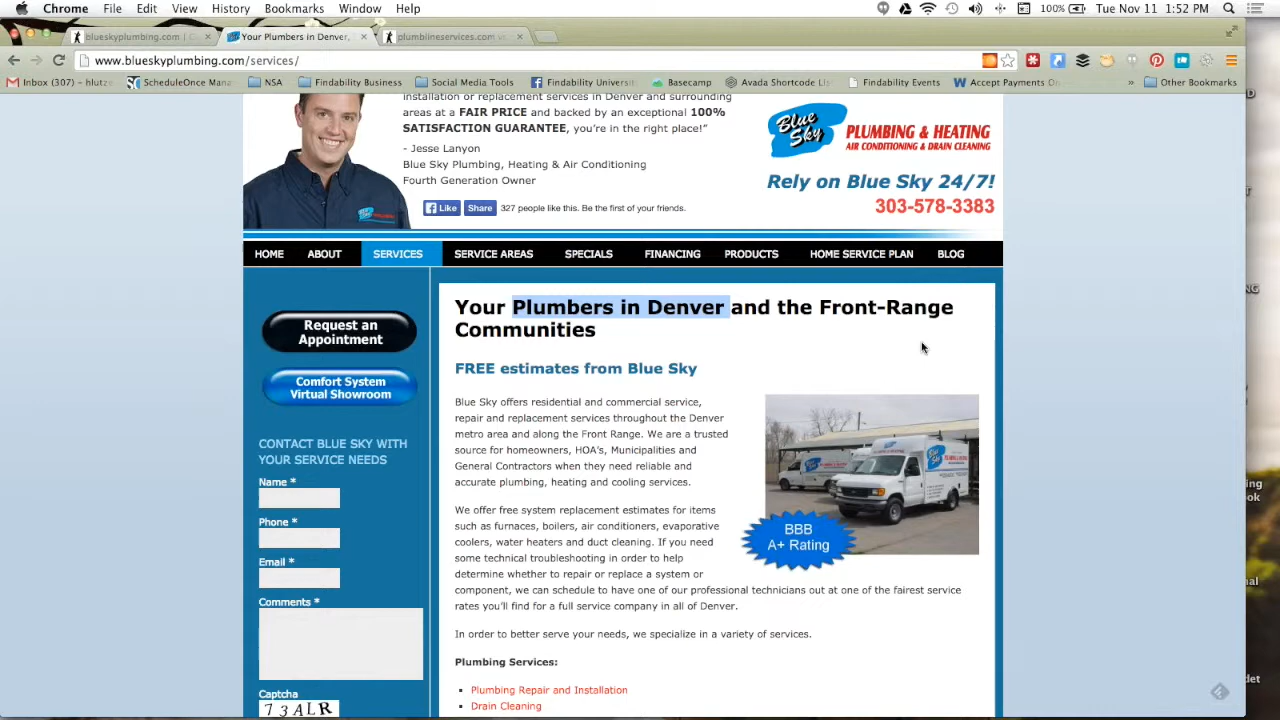 Chrome File Edit View History Bookmarks Window Help 100% Tue Nov 11 1:52 PM
blueskyplumbing.com | Your Plumbers in Denver, plumblineservices.com
www.blueskyplumbing.com/services/
Inbox (307) – hlutz ScheduleOnce Man NSA Findability Business Social Media Tools Findability Universi Basecamp Avada Shortcode Lis Findability Events Accept Payments On » Other Bookmarks
installation or replacement services in Denver and surrounding
areas at a FAIR PRICE and backed by an exceptional 100%
SATISFACTION GUARANTEE, you're in the right place!"
- Jesse Lanyon
Blue Sky Plumbing, Heating & Air Conditioning
Fourth Generation Owner
Like Share 327 people like this. Be the first of your friends.
Blue Sky
PLUMBING & HEATING
AIR CONDITIONING & DRAIN CLEANING
Rely on Blue Sky 24/7!
303-578-3383
HOME ABOUT SERVICES SERVICE AREAS SPECIALS FINANCING PRODUCTS HOME SERVICE PLAN BLOG
Request an
Appointment
Comfort System
Virtual Showroom
CONTACT BLUE SKY WITH
YOUR SERVICE NEEDS
Name *
Phone *
Email *
Comments *
Captcha
73ALR
Your Plumbers in Denver and the Front-Range
Communities
FREE estimates from Blue Sky
Blue Sky offers residential and commercial service,
repair and replacement services throughout the Denver
metro area and along the Front Range. We are a trusted
source for homeowners, HOA's, Municipalities and
General Contractors when they need reliable and
accurate plumbing, heating and cooling services.
We offer free system replacement estimates for items
such as furnaces, boilers, air conditioners, evaporative
coolers, water heaters and duct cleaning. If you need
some technical troubleshooting in order to help
determine whether to repair or replace a system or
component, we can schedule to have one of our professional technicians out at one of the fairest service
rates you'll find for a full service company in all of Denver.
BBB
A+ Rating
In order to better serve your needs, we specialize in a variety of services.
Plumbing Services:
Plumbing Repair and Installation
Drain Cleaning